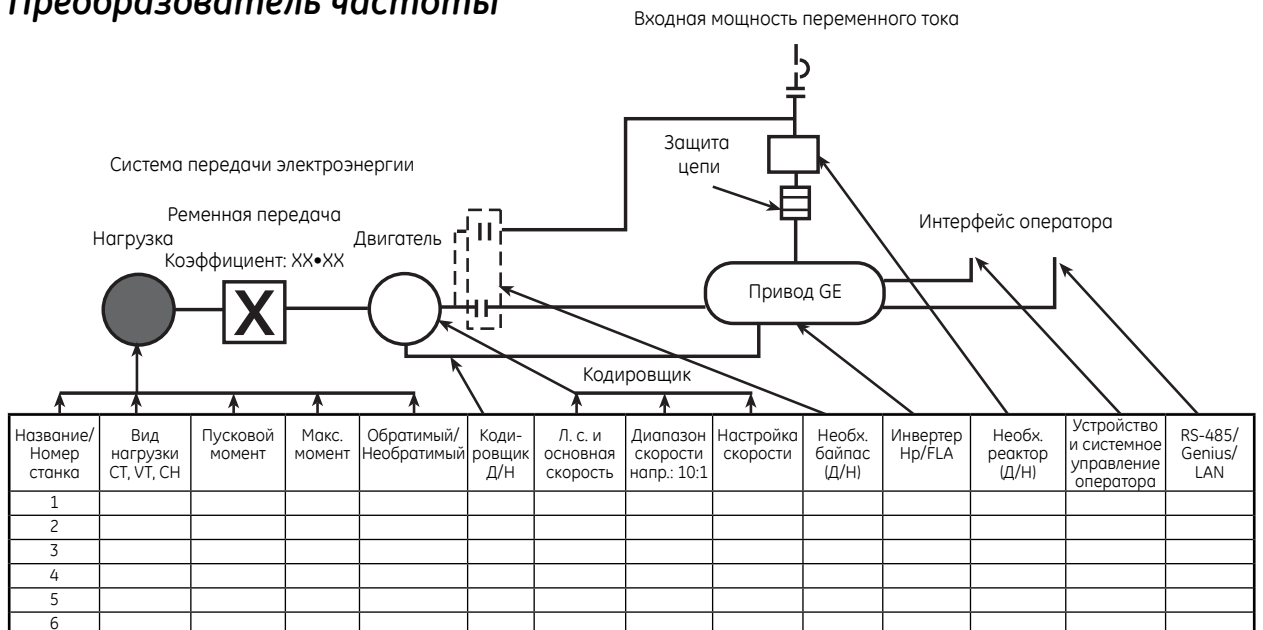 Преобразователь частоты
Входная мощность переменного тока
Защита
цепи
Система передачи электроэнергии
Ременная передача
Нагрузка
Двигатель
Коэффициент: XX•XX
Интерфейс оператора
X
Привод GE
Кодировщик
Название/
Номер
станка
Вид
нагрузки
CT, VT, CH
Пусковой
момент
Макс.
момент
Обратимый/
Необратимый
Коди-
ровщик
Д/Н
Л. с. и
основная
скорость
Диапазон
скорости
напр.: 10:1
Настройка
скорости
Необх.
байпас
(Д/Н)
Инвертер
Hp/FLA
Необх.
реактор
(Д/Н)
Устройство
и системное
управление
оператора
RS-485/
Genius/
LAN
1
2
3
4
5
6